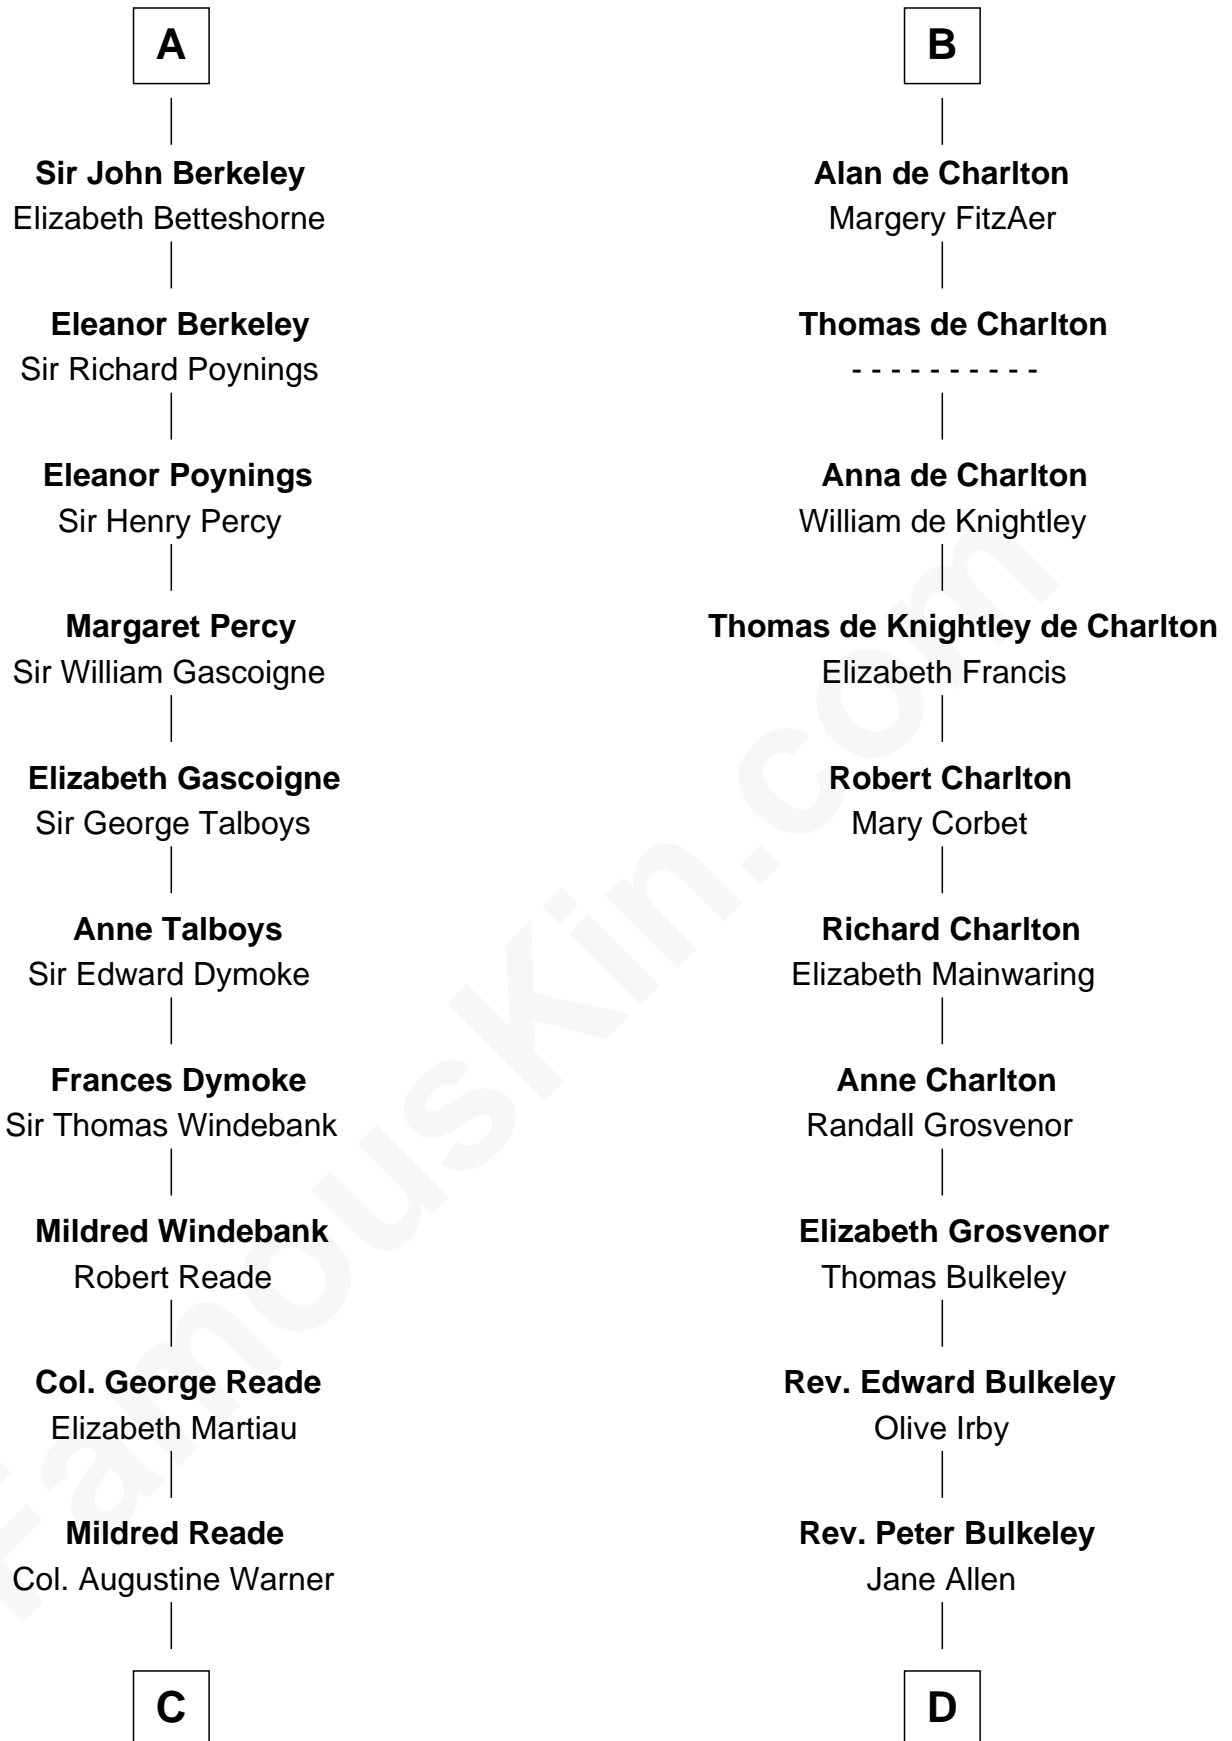 A
Sir John Berkeley
Elizabeth Betteshorne
Eleanor Berkeley
Sir Richard Poynings
Eleanor Poynings
Sir Henry Percy
Margaret Percy
Sir William Gascoigne
Elizabeth Gascoigne
Sir George Talboys
Anne Talboys
Sir Edward Dymoke
Frances Dymoke
Sir Thomas Windebank
Mildred Windebank
Robert Reade
Col. George Reade
Elizabeth Martiau
Mildred Reade
Col. Augustine Warner
C
B
Alan de Charlton
Margery FitzAer
Thomas de Charlton
- - - - - - - - - -
Anna de Charlton
William de Knightley
Thomas de Knightley de Charlton
Elizabeth Francis
Robert Charlton
Mary Corbet
Richard Charlton
Elizabeth Mainwaring
Anne Charlton
Randall Grosvenor
Elizabeth Grosvenor
Thomas Bulkeley
Rev. Edward Bulkeley
Olive Irby
Rev. Peter Bulkeley
Jane Allen
D
FamousKin.com